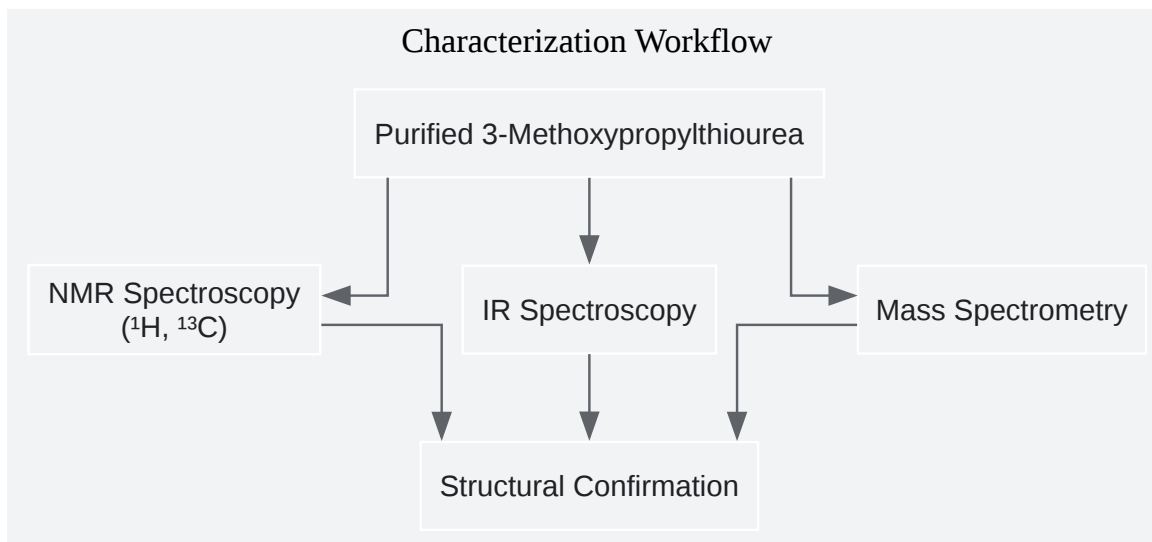 Characterization Workflow
Purified 3-Methoxypropylthiourea
NMR Spectroscopy
(¹H, ¹³C)
IR Spectroscopy
Mass Spectrometry
Structural Confirmation